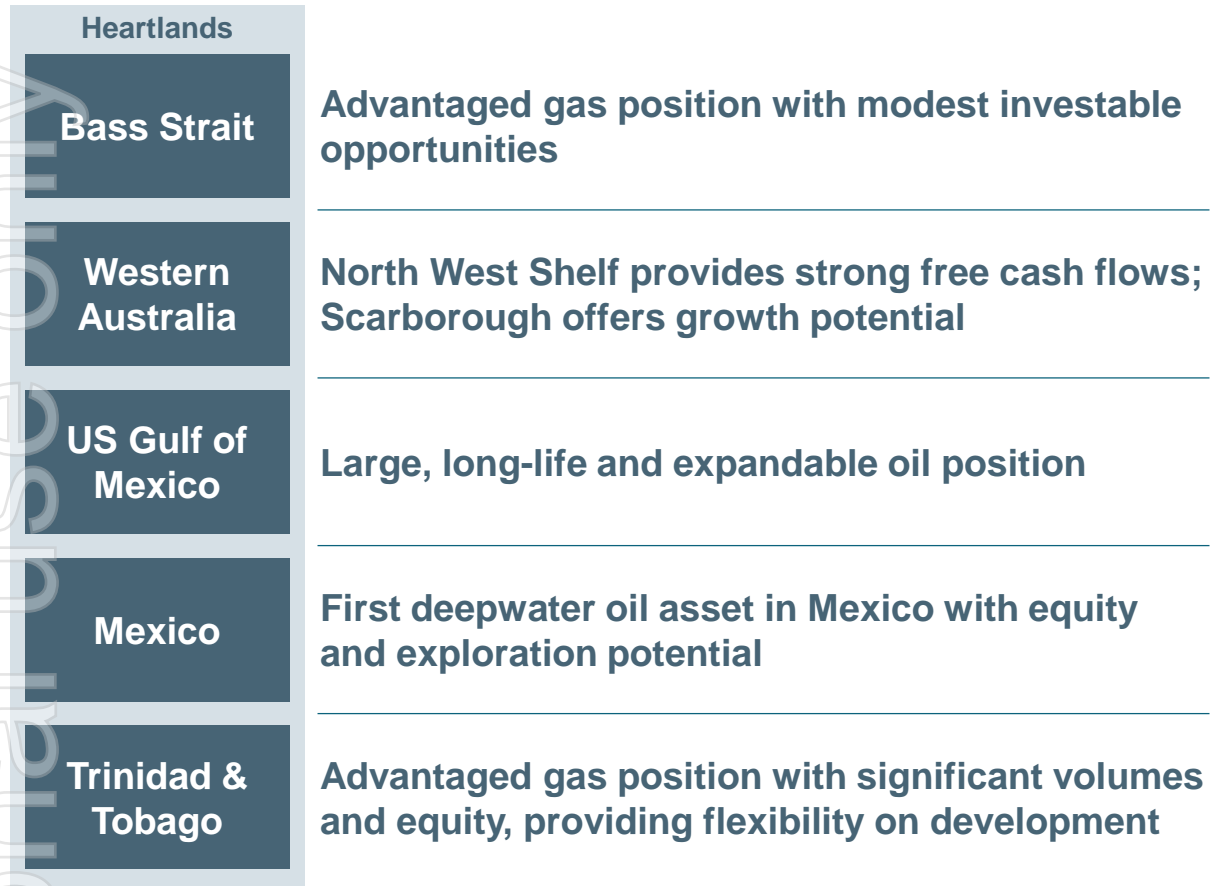 Heartlands
Bass Strait
Advantaged gas position with modest investable
opportunities
Western
Australia
North West Shelf provides strong free cash flows;
Scarborough offers growth potential
US Gulf of
Mexico
Large, long-life and expandable oil position
Mexico
First deepwater oil asset in Mexico with equity
and exploration potential
Trinidad &
Tobago
Advantaged gas position with significant volumes
and equity, providing flexibility on development
use only